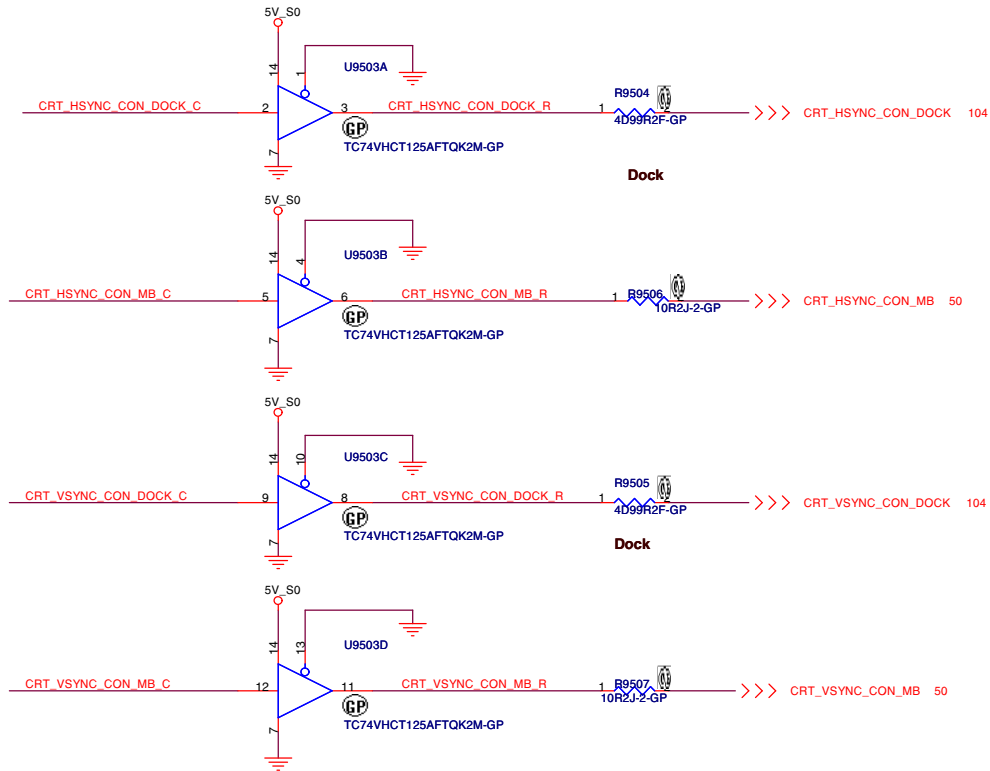 5V_S0
14
1
U9503A
CRT_HSYNC_CON_DOCK_C
2
3
CRT_HSYNC_CON_DOCK_R
1
R9504
2
CRT_HSYNC_CON_DOCK
104
GP
4D99R2F-GP
7
TC74VHCT125AFTQK2M-GP
Dock
5V_S0
14
4
U9503B
CRT_HSYNC_CON_MB_C
5
6
CRT_HSYNC_CON_MB_R
1
R9506
CRT_HSYNC_CON_MB
50
GP
10R2J-2-GP
7
TC74VHCT125AFTQK2M-GP
5V_S0
14
10
U9503C
CRT_VSYNC_CON_DOCK_C
9
8
CRT_VSYNC_CON_DOCK_R
1
R9505
2
CRT_VSYNC_CON_DOCK
104
GP
4D99R2F-GP
7
TC74VHCT125AFTQK2M-GP
Dock
5V_S0
14
13
U9503D
CRT_VSYNC_CON_MB_C
12
11
CRT_VSYNC_CON_MB_R
1
R9507
2
CRT_VSYNC_CON_MB
50
GP
10R2J-2-GP
7
TC74VHCT125AFTQK2M-GP